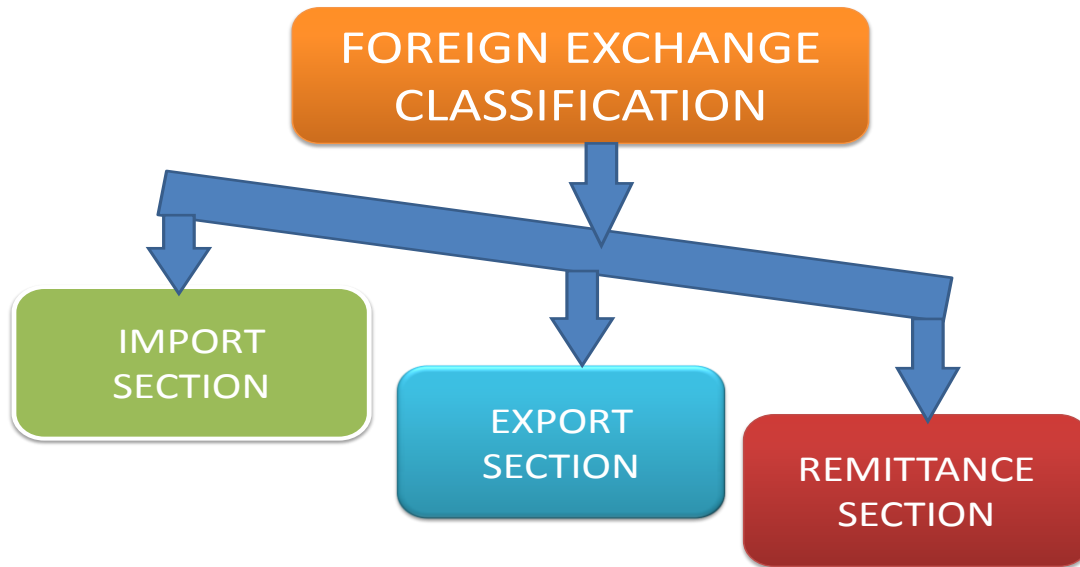 FOREIGN EXCHANGE
CLASSIFICATION
IMPORT
SECTION
EXPORT
SECTION
REMITTANCE
SECTION